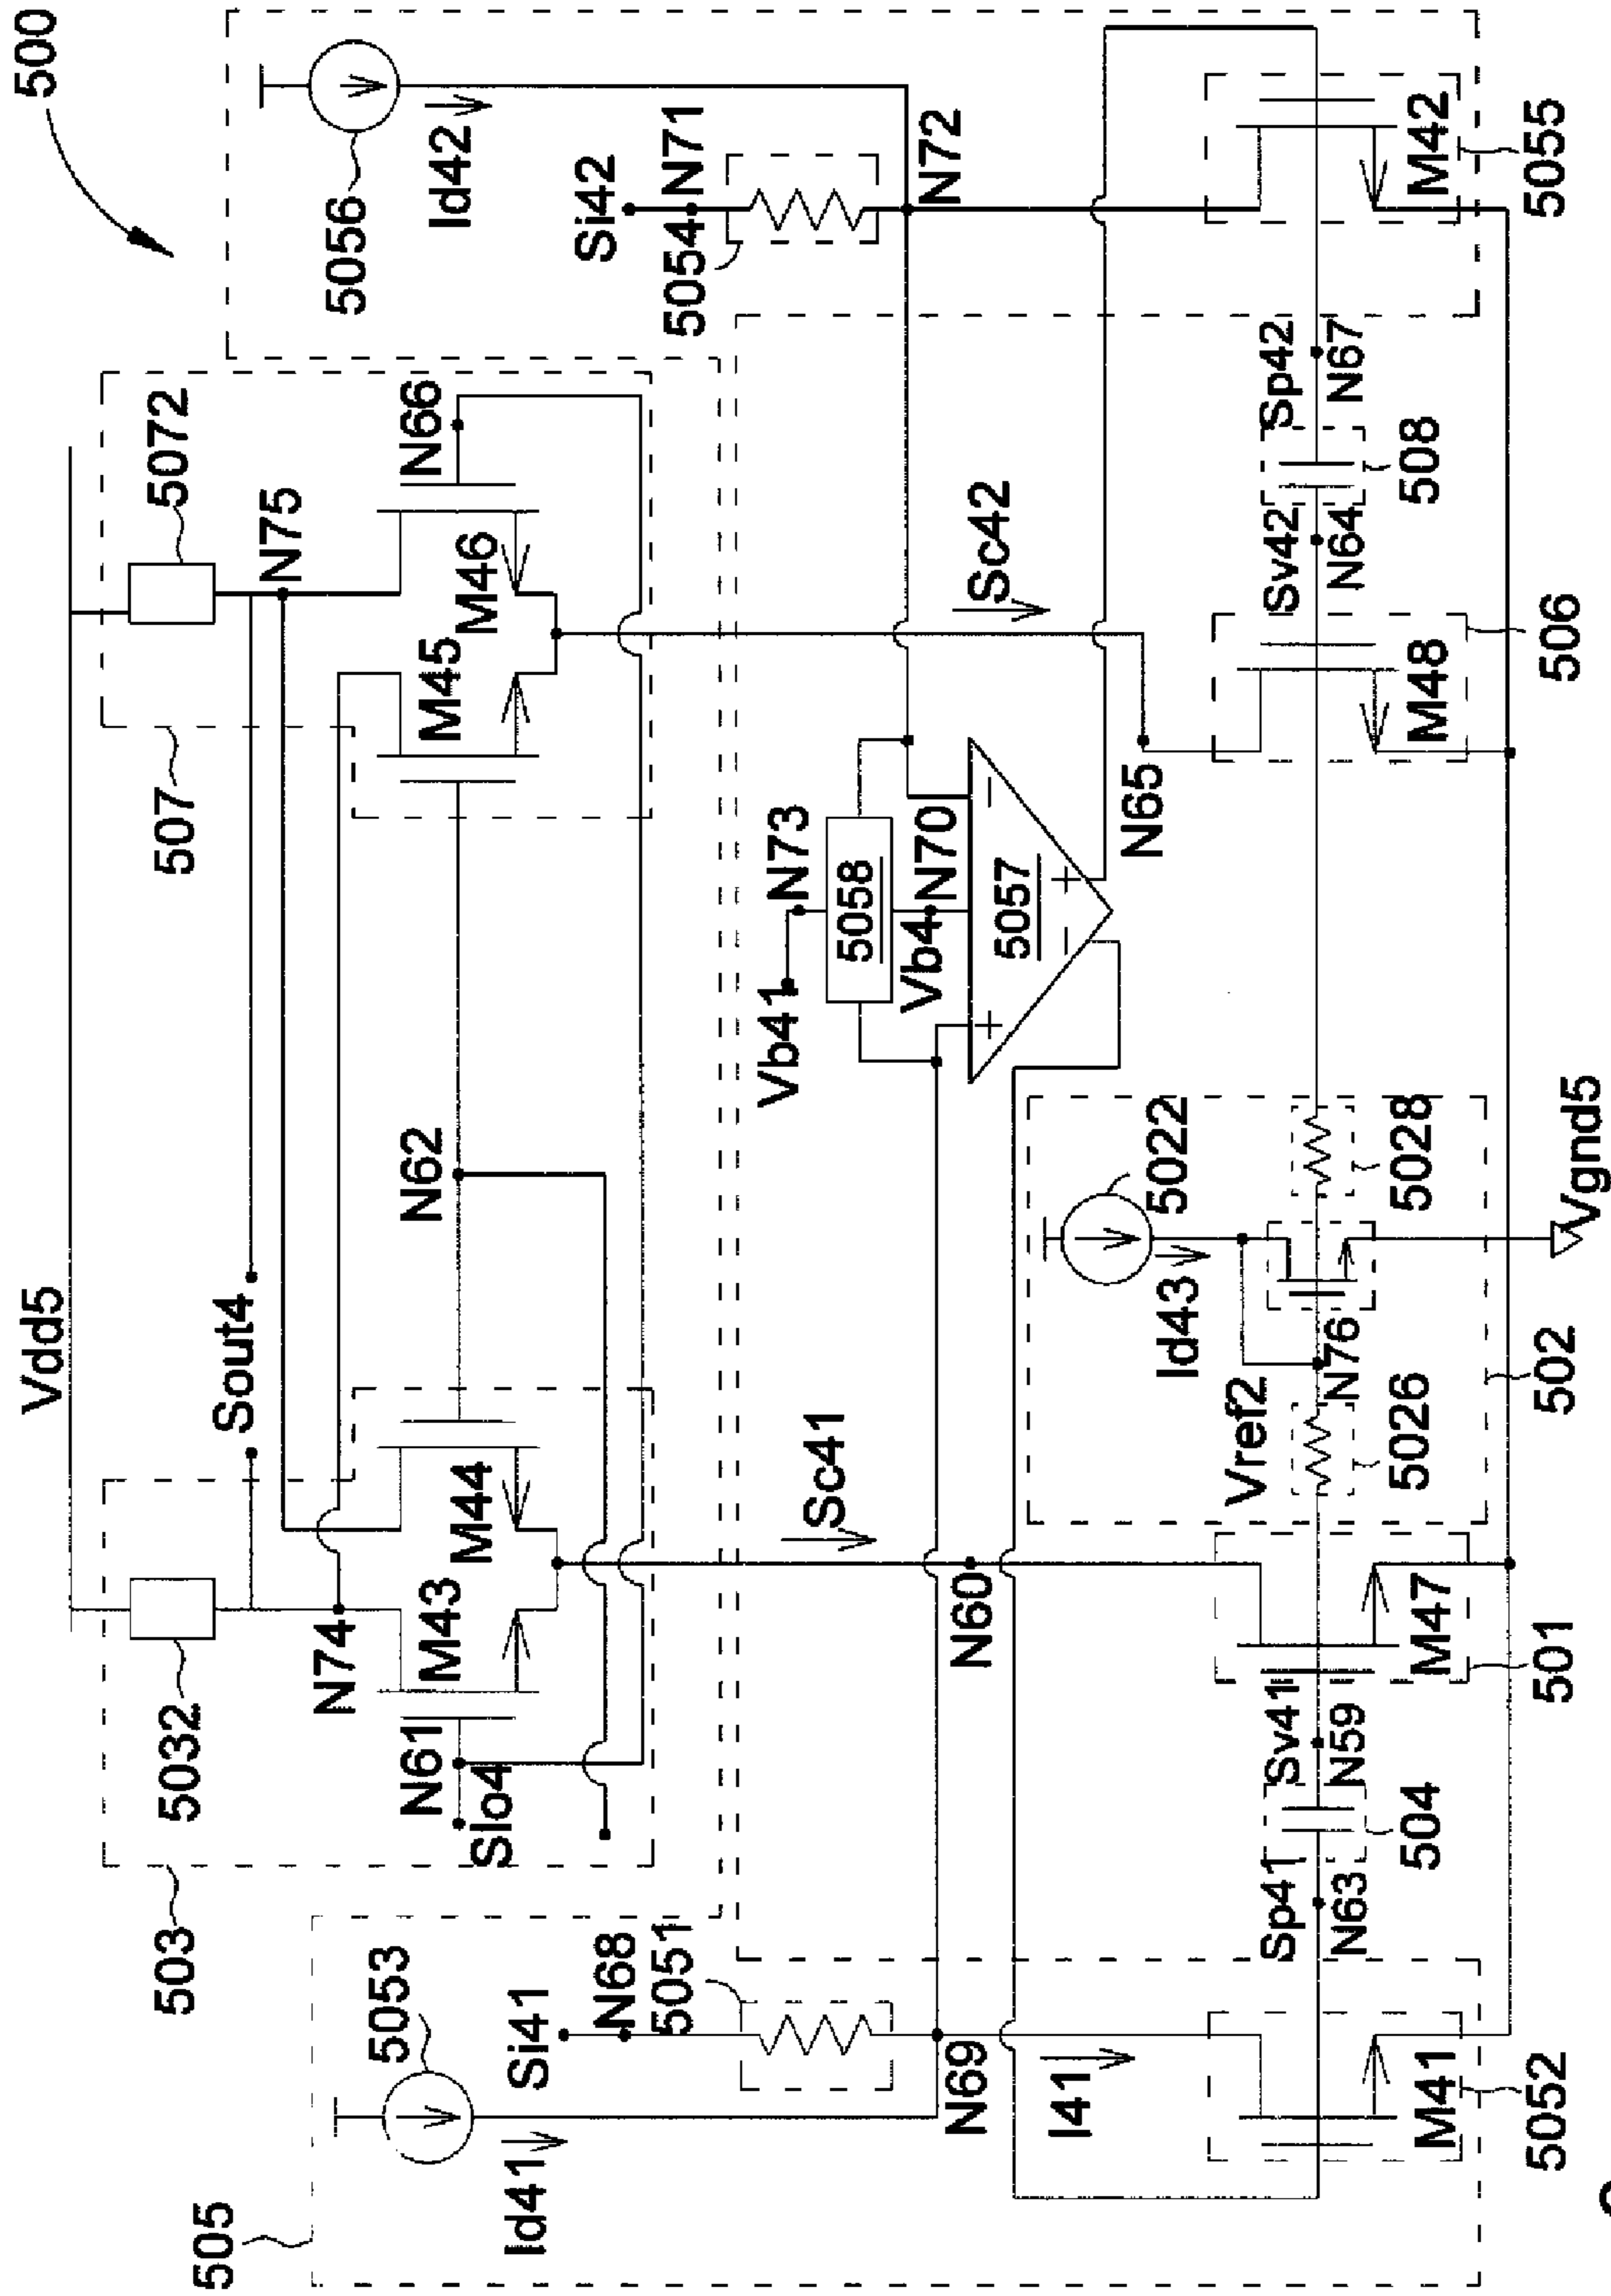 500
Vdd5
Sout4
503
5032
N74
M43
M44
N61
Slo4
N62
507
5072
N75
M45
M46
N66
505
5053
Id41
Si41
N68
5051
N69
I41
5056
Id42
Si42
N71
5054
N72
Sc41
N60
Vb41
N73
5058
Vb4
N70
+
−
5057
−
+
Sc42
N65
5022
Id43
Vref2
N76
5026
5028
502
Vgnd5
M41
5052
Sp41
N63
504
Sv41
N59
M47
501
M48
506
Sv42
N64
508
Sp42
N67
M42
5055